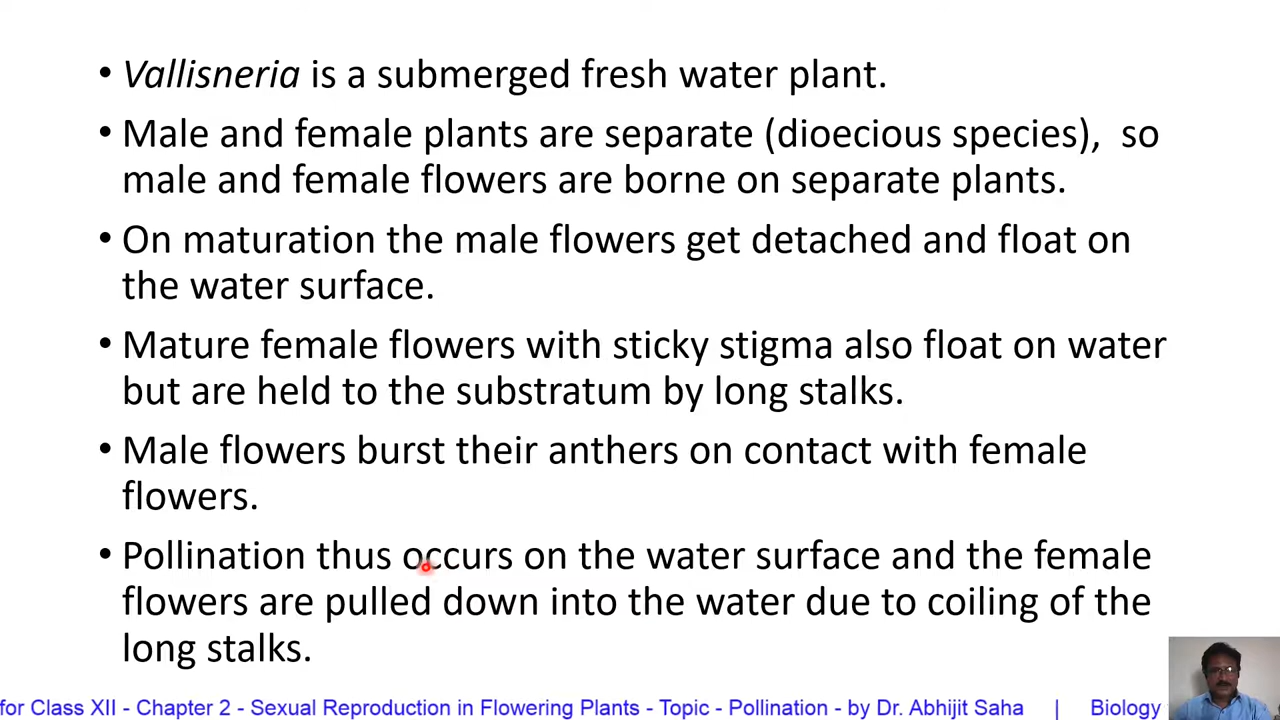 • Vallisneria is a submerged fresh water plant.
• Male and female plants are separate (dioecious species), so
male and female flowers are borne on separate plants.
• On maturation the male flowers get detached and float on
the water surface.
• Mature female flowers with sticky stigma also float on water
but are held to the substratum by long stalks.
• Male flowers burst their anthers on contact with female
flowers.
• Pollination thus occurs on the water surface and the female
flowers are pulled down into the water due to coiling of the
long stalks.
for Class XII - Chapter 2 - Sexual Reproduction in Flowering Plants - Topic - Pollination - by Dr. Abhijit Saha | Biology